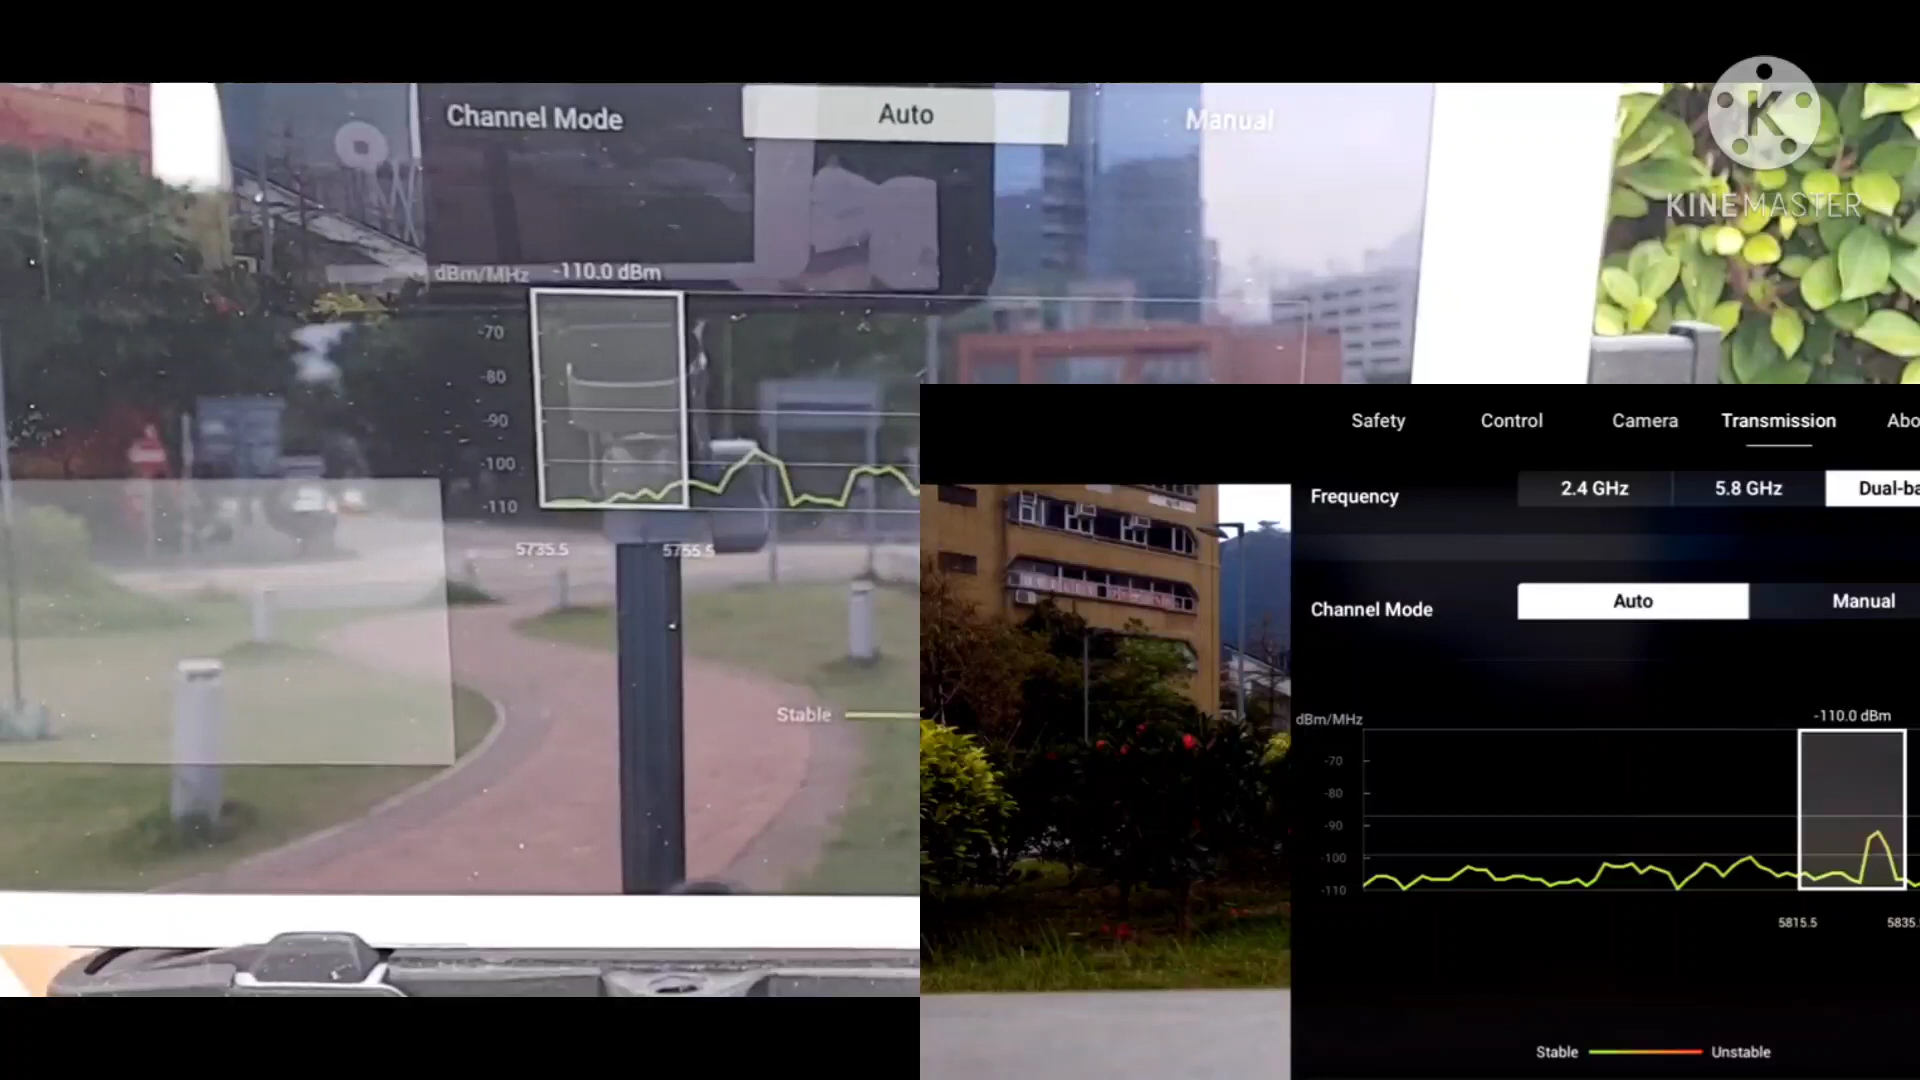 Channel Mode Auto Manual
dBm/MHz -110.0 dBm
-70
-80
-90
-100
-110
5735.5 5755.5
Stable
KINEMASTER
Safety Control Camera Transmission Abo
Frequency 2.4 GHz 5.8 GHz Dual-ba
Channel Mode Auto Manual
dBm/MHz -110.0 dBm
-70
-80
-90
-100
-110
5815.5 5835.
Stable Unstable